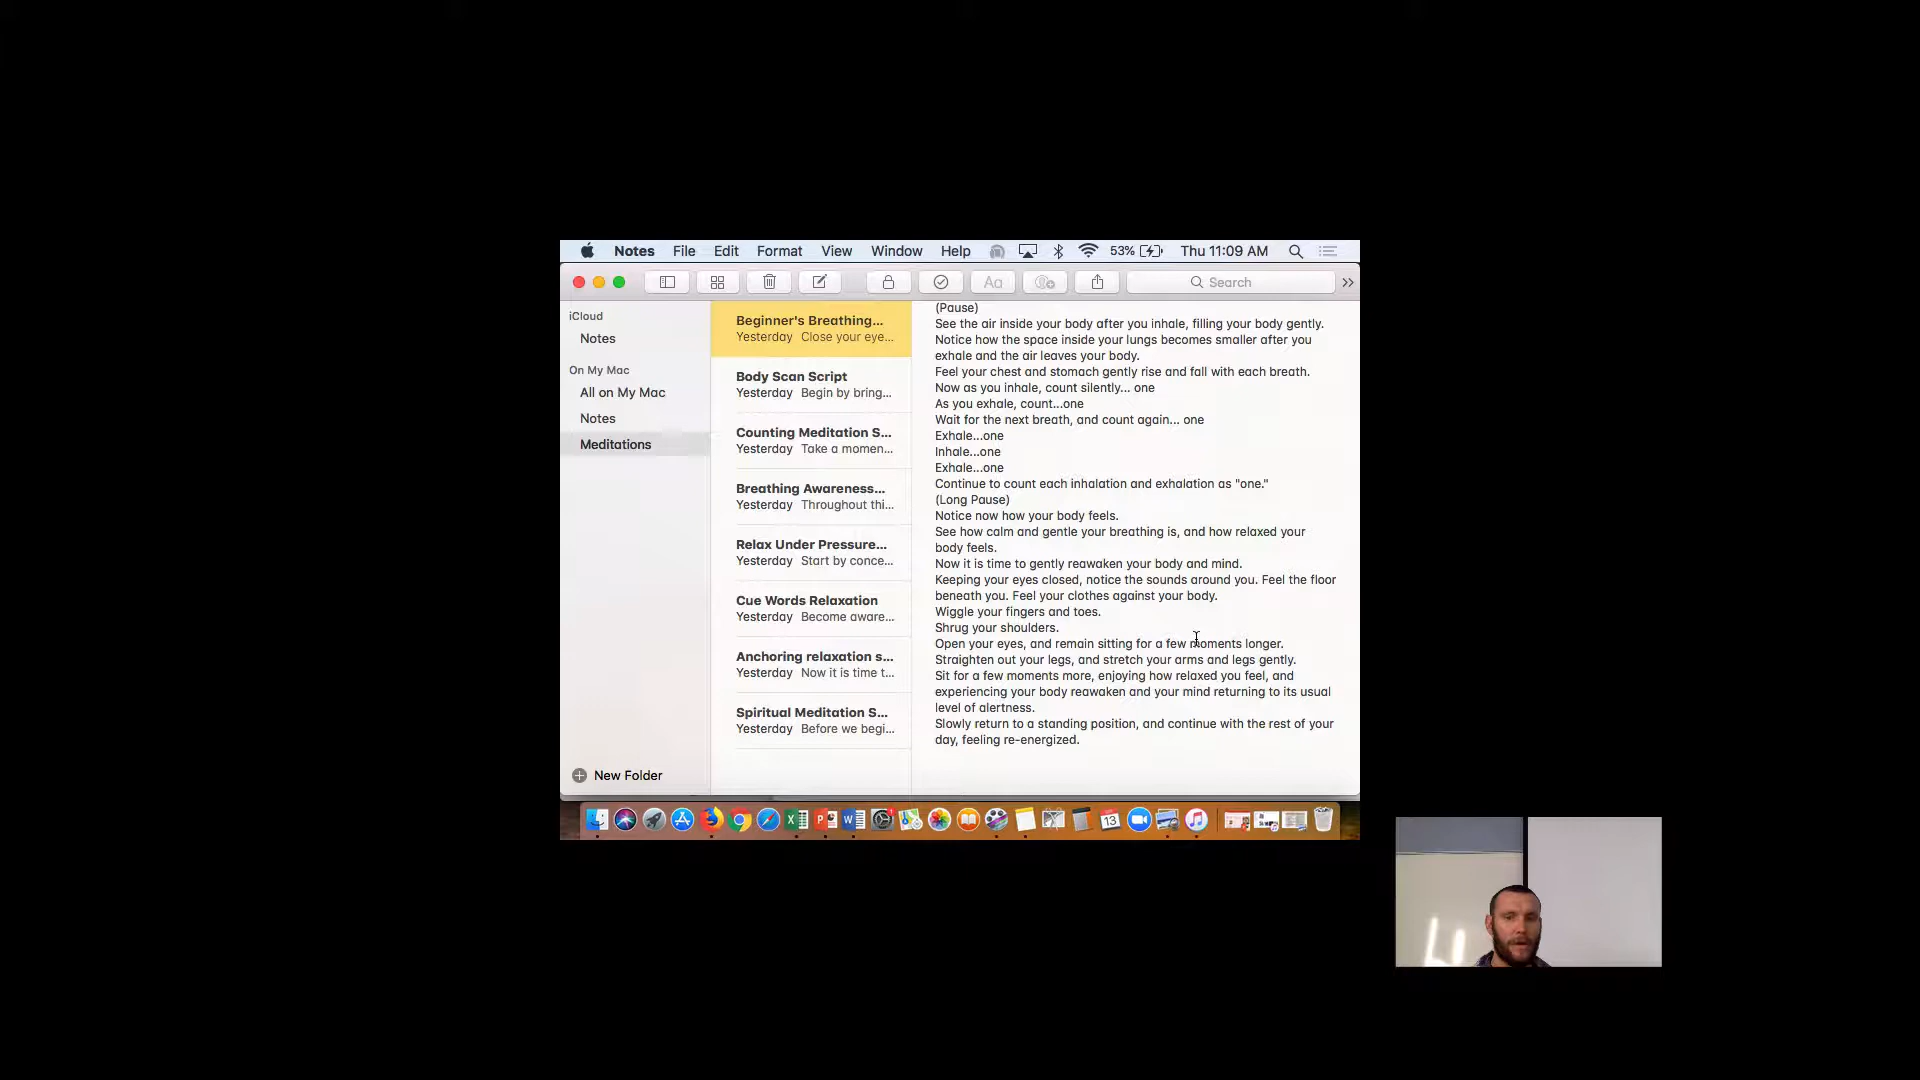 Notes File Edit Format View Window Help 53% Thu 11:09 AM
Search
iCloud
Notes
On My Mac
All on My Mac
Notes
Meditations
New Folder
Beginner's Breathing...
Yesterday Close your eye...
Body Scan Script
Yesterday Begin by bring...
Counting Meditation S...
Yesterday Take a momen...
Breathing Awareness...
Yesterday Throughout thi...
Relax Under Pressure...
Yesterday Start by conce...
Cue Words Relaxation
Yesterday Become aware...
Anchoring relaxation s...
Yesterday Now it is time t...
Spiritual Meditation S...
Yesterday Before we begi...
(Pause)
See the air inside your body after you inhale, filling your body gently.
Notice how the space inside your lungs becomes smaller after you
exhale and the air leaves your body.
Feel your chest and stomach gently rise and fall with each breath.
Now as you inhale, count silently... one
As you exhale, count...one
Wait for the next breath, and count again... one
Exhale...one
Inhale...one
Exhale...one
Continue to count each inhalation and exhalation as "one."
(Long Pause)
Notice now how your body feels.
See how calm and gentle your breathing is, and how relaxed your
body feels.
Now it is time to gently reawaken your body and mind.
Keeping your eyes closed, notice the sounds around you. Feel the floor
beneath you. Feel your clothes against your body.
Wiggle your fingers and toes.
Shrug your shoulders.
Open your eyes, and remain sitting for a few moments longer.
Straighten out your legs, and stretch your arms and legs gently.
Sit for a few moments more, enjoying how relaxed you feel, and
experiencing your body reawaken and your mind returning to its usual
level of alertness.
Slowly return to a standing position, and continue with the rest of your
day, feeling re-energized.
Aa
13